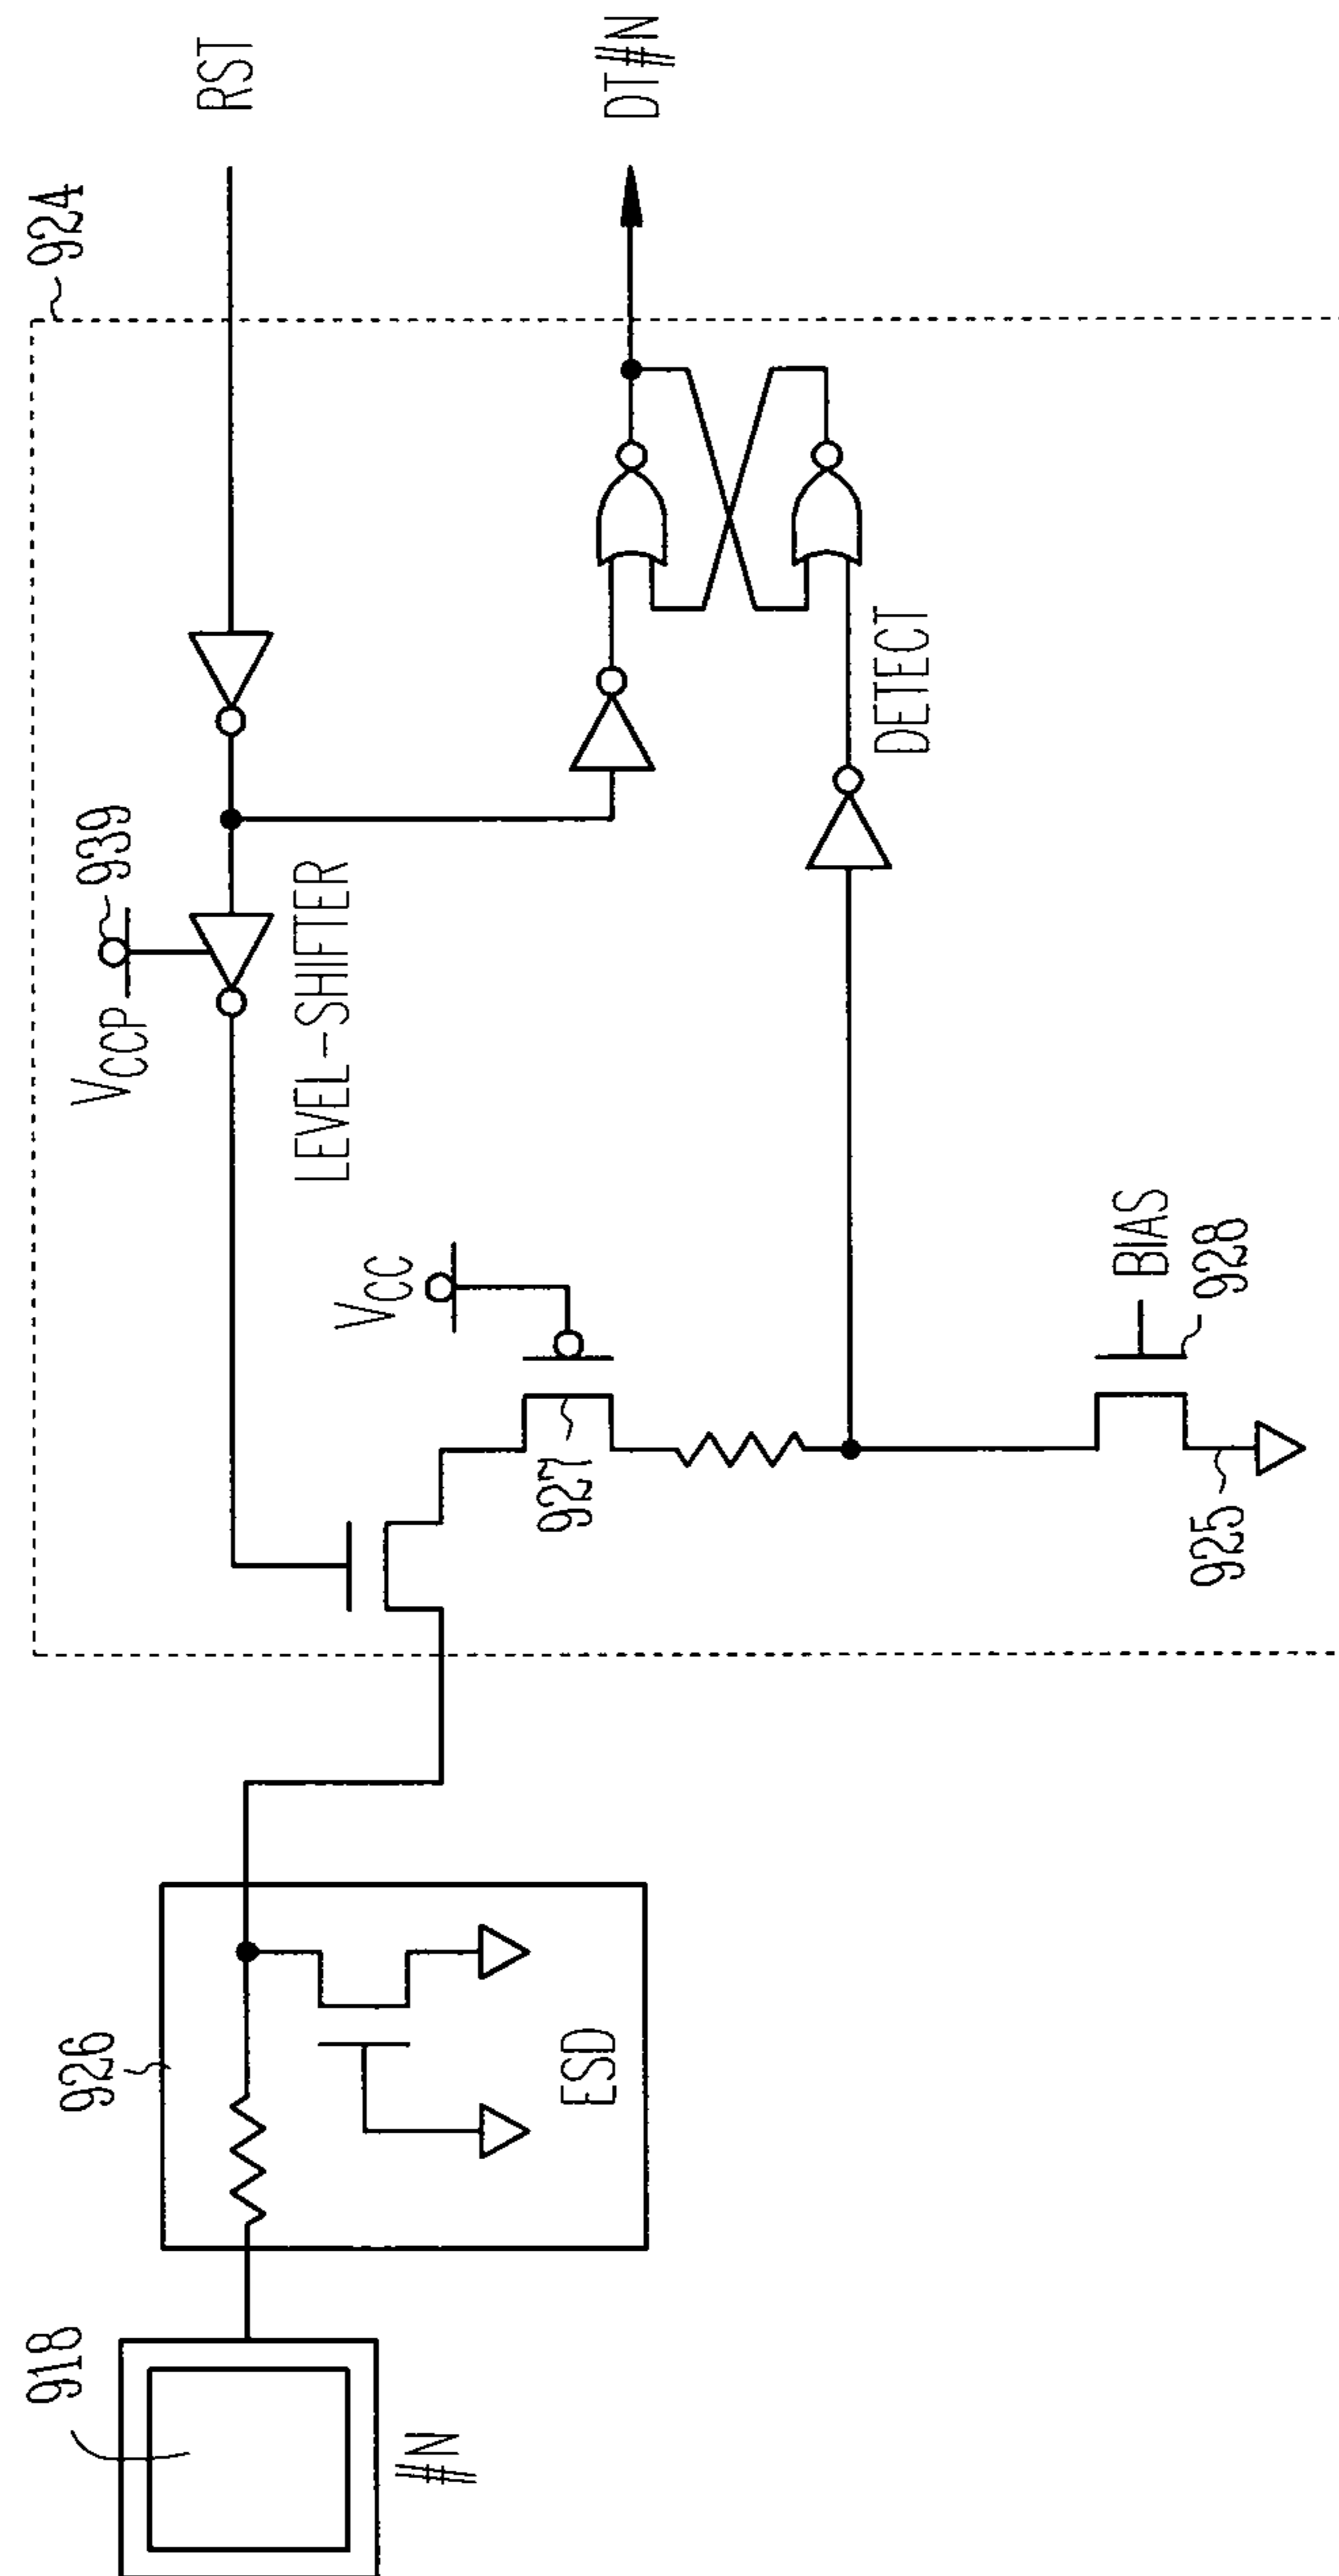 RST
DT#N
924
939
VCCP
LEVEL-SHIFTER
DETECT
VCC
927
BIAS
928
925
926
ESD
918
#N